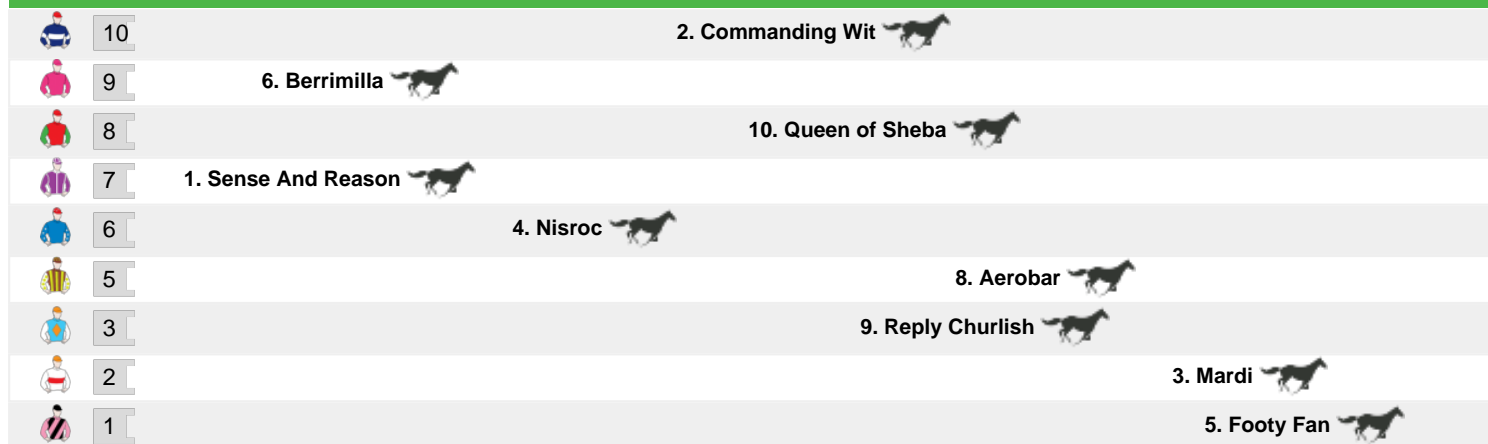 10 2. Commanding Wit
9 6. Berrimilla
8 10. Queen of Sheba
7 1. Sense And Reason
6 4. Nisroc
5 8. Aerobar
3 9. Reply Churlish
2 3. Mardi
1 5. Footy Fan